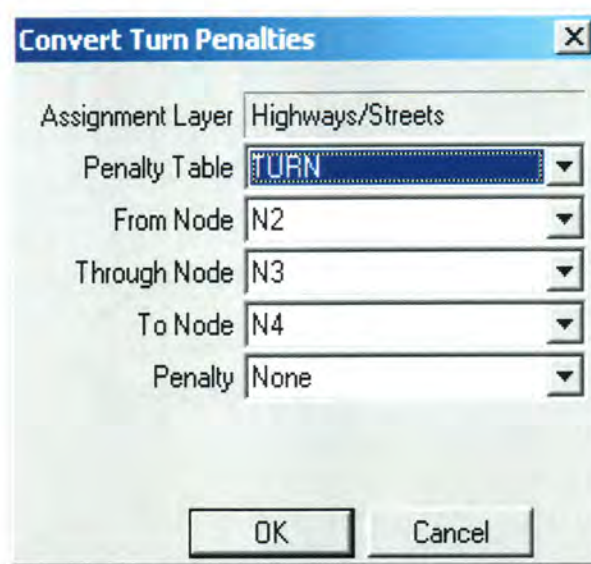 Convert Turn Penalties
Assignment Layer Highways/Streets
Penalty Table TURN
From Node N2
Through Node N3
To Node N4
Penalty None
OK Cancel